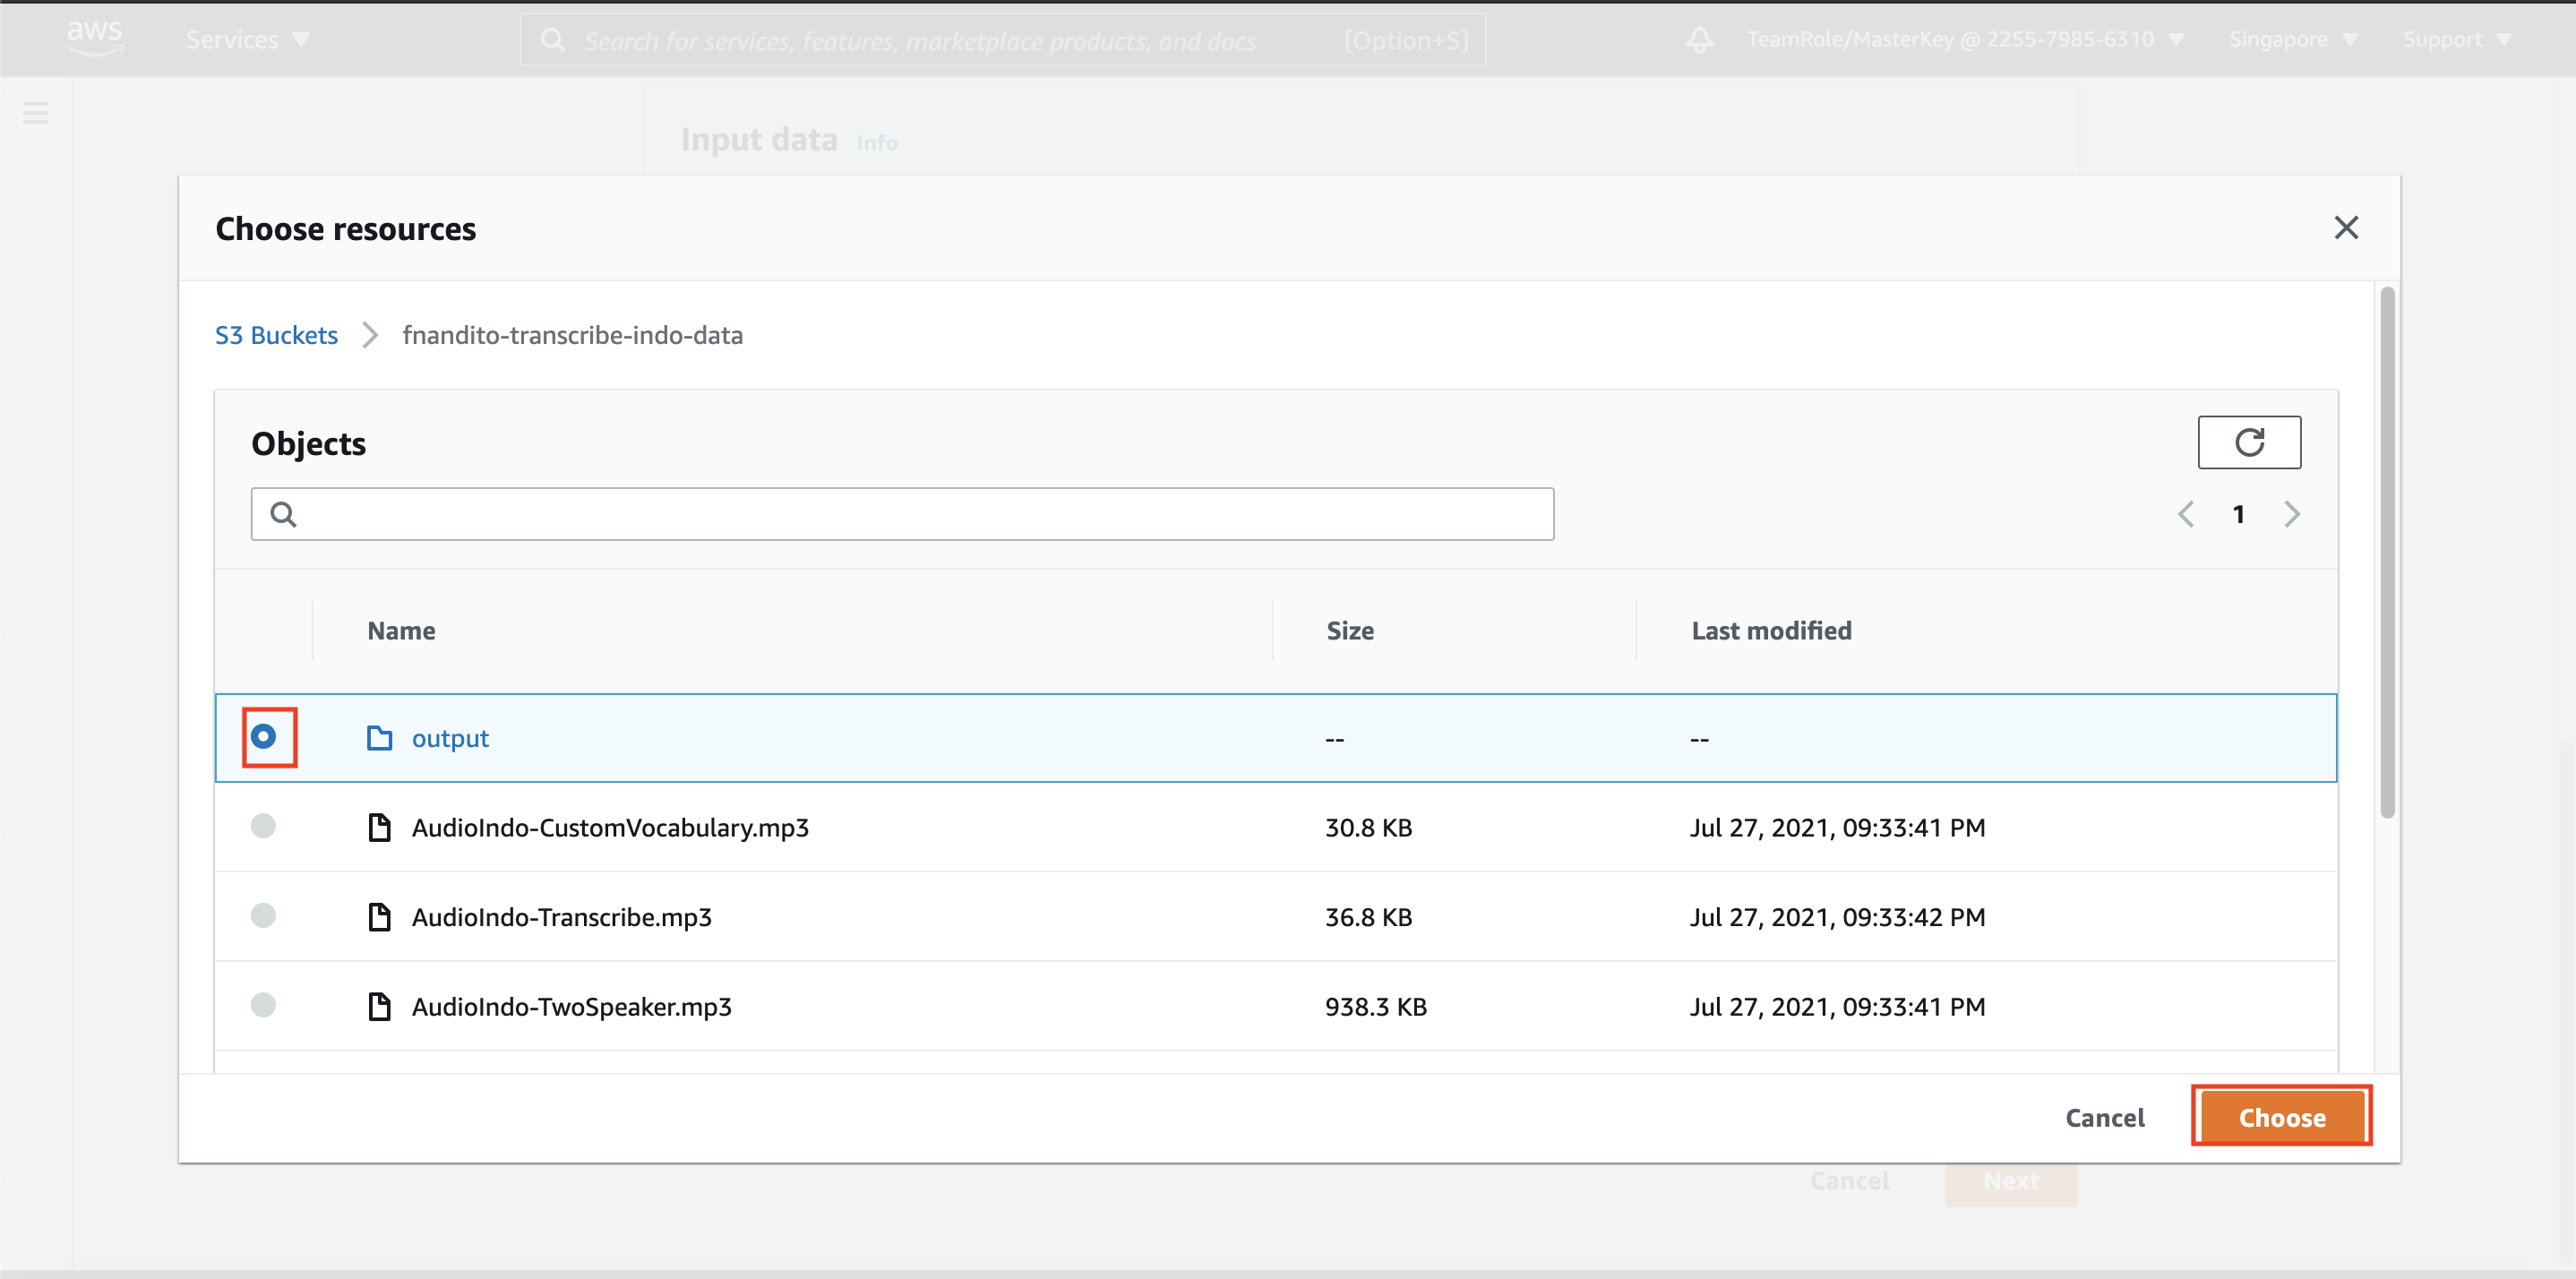 aws Services Search for services, features, marketplace products, and docs [Option+S] TeamRole/MasterKey @ 2255-7985-6310 Singapore Support
Input data Info
Choose resources
S3 Buckets fnandito-transcribe-indo-data
Objects
1
Name Size Last modified
output -- --
AudioIndo-CustomVocabulary.mp3 30.8 KB Jul 27, 2021, 09:33:41 PM
AudioIndo-Transcribe.mp3 36.8 KB Jul 27, 2021, 09:33:42 PM
AudioIndo-TwoSpeaker.mp3 938.3 KB Jul 27, 2021, 09:33:41 PM
Cancel Choose
Cancel Next